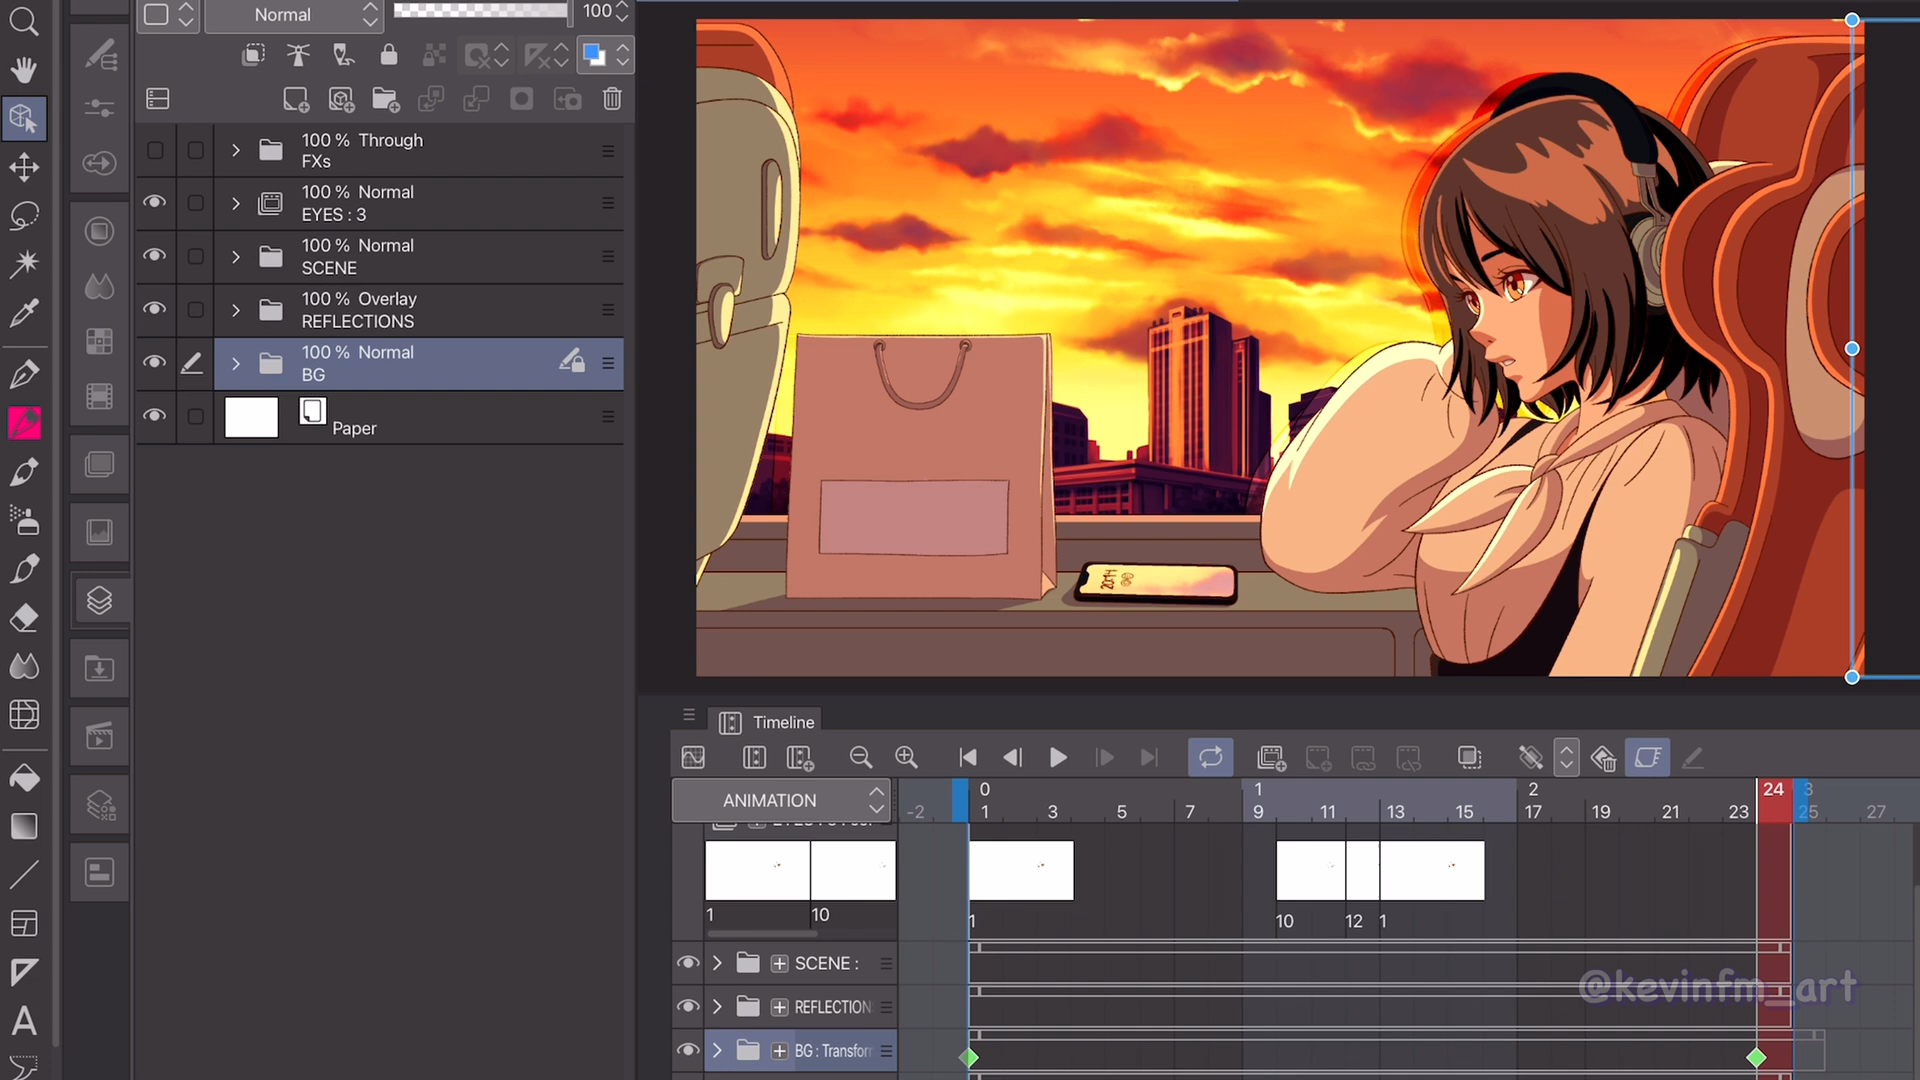 Normal
100
100 % Through
FXs
100 % Normal
EYES : 3
100 % Normal
SCENE
100 % Overlay
REFLECTIONS
100 % Normal
BG
Paper
Timeline
ANIMATION
0 1 2 24 3
-2 1 3 5 7 9 11 13 15 17 19 21 23 25 27
1 10 1 10 12 1
SCENE :
REFLECTION
BG : Transfor
@kevinfm_art
A